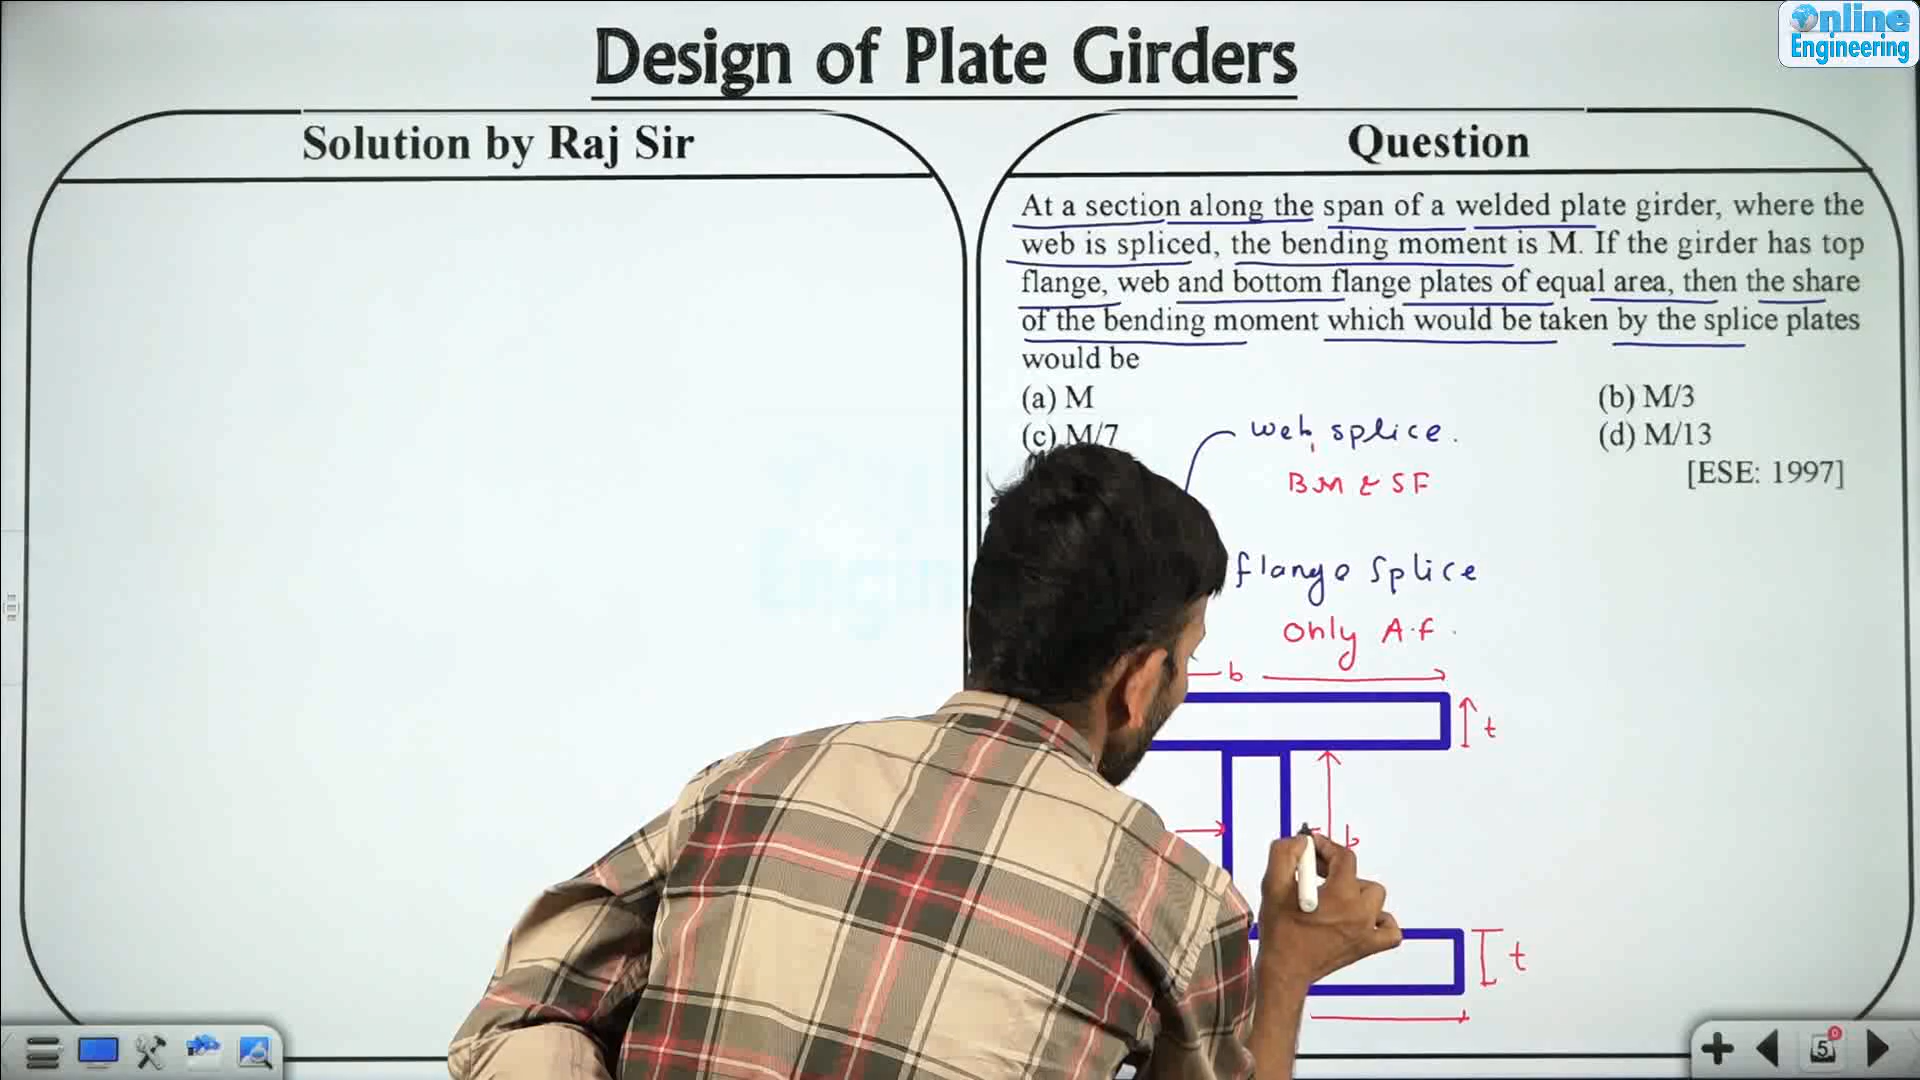 Design of Plate Girders
Online
Engineering
Solution by Raj Sir
Question
At a section along the span of a welded plate girder, where the
web is spliced, the bending moment is M. If the girder has top
flange, web and bottom flange plates of equal area, then the share
of the bending moment which would be taken by the splice plates
would be
(a) M
(b) M/3
(c) M/7
(d) M/13
[ESE: 1997]
web splice.
BM & SF
flange splice
Only A.F.
b
t
b
t
5
0